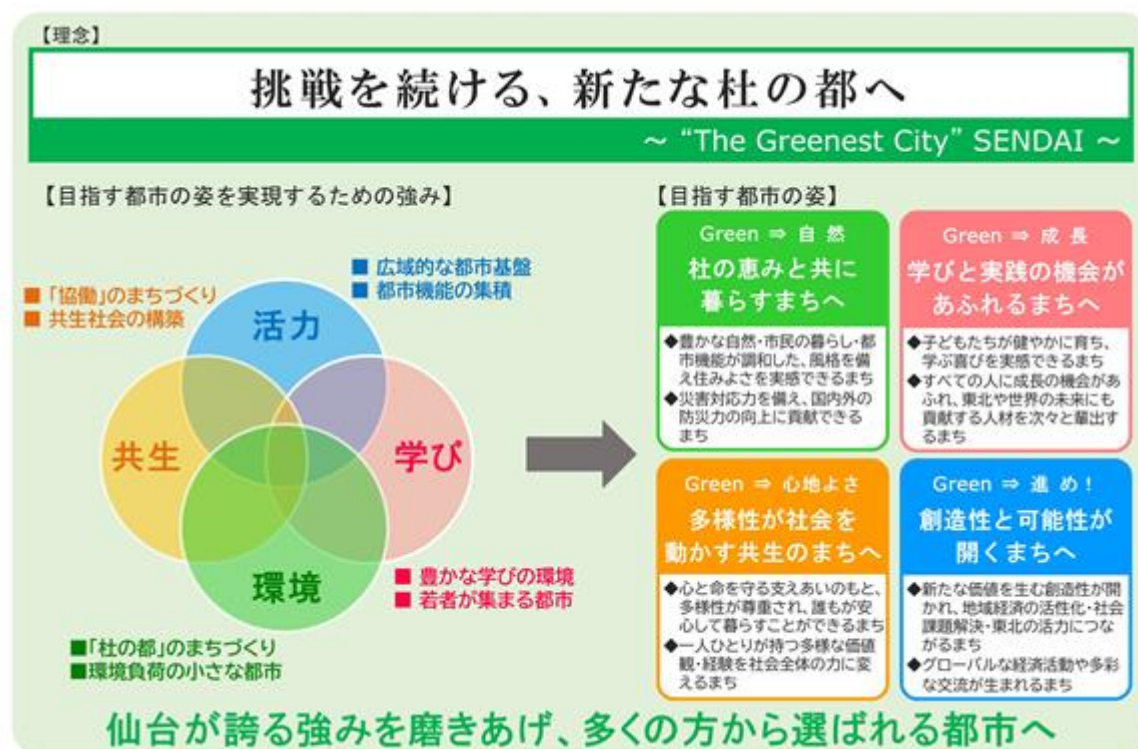 【理念】
挑戦を続ける、新たな杜の都へ
～ “The Greenest City” SENDAI ～
【目指す都市の姿を実現するための強み】
■ 広域的な都市基盤
■ 都市機能の集積
■ 「協働」のまちづくり
■ 共生社会の構築
活力
共生
学び
環境
■ 豊かな学びの環境
■ 若者が集まる都市
■「杜の都」のまちづくり
■環境負荷の小さな都市
【目指す都市の姿】
Green ⇒ 自 然
杜の恵みと共に
暮らすまちへ
◆豊かな自然・市民の暮らし・都
市機能が調和した、風格を備
え住みよさを実感できるまち
◆災害対応力を備え、国内外の
防災力の向上に貢献できる
まち
Green ⇒ 成 長
学びと実践の機会が
あふれるまちへ
◆子どもたちが健やかに育ち、
学ぶ喜びを実感できるまち
◆すべての人に成長の機会があ
ふれ、東北や世界の未来にも
貢献する人材を次々と輩出す
るまち
Green ⇒ 心地よさ
多様性が社会を
動かす共生のまちへ
◆心と命を守る支えあいのもと、
多様性が尊重され、誰もが安
心して暮らすことができるまち
◆一人ひとりが持つ多様な価値
観・経験を社会全体の力に変
えるまち
Green ⇒ 進 め！
創造性と可能性が
開くまちへ
◆新たな価値を生む創造性が開
かれ、地域経済の活性化・社会
課題解決・東北の活力につな
がるまち
◆グローバルな経済活動や多彩
な交流が生まれるまち
仙台が誇る強みを磨きあげ、多くの方から選ばれる都市へ